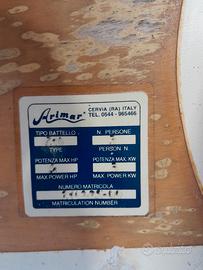 Arimar
CERVIA (RA) ITALY
TEL. 0544 - 965466
TIPO BATTELLO N. PERSONE
TYPE PERSON N.
POTENZA MAX HP POTENZA MAX KW
MAX POWER HP MAX POWER KW
NUMERO MATRICOLA
MATRICULATION NUMBER
subito